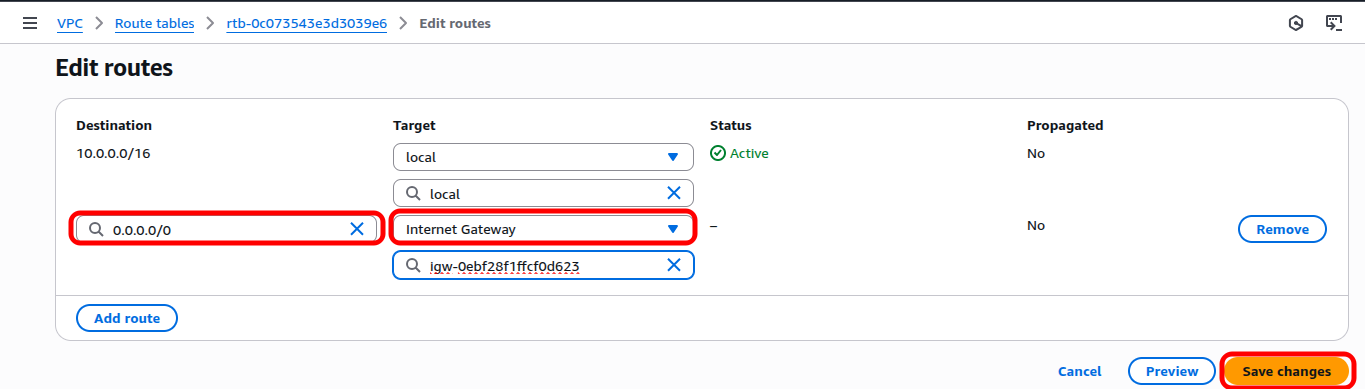 VPC > Route tables > rtb-0c073543e3d3039e6 > Edit routes
Edit routes
Destination Target Status Propagated
10.0.0.0/16 local Active No
local
0.0.0.0/0 Internet Gateway – No Remove
igw-0ebf28f1ffcf0d623
Add route
Cancel Preview Save changes